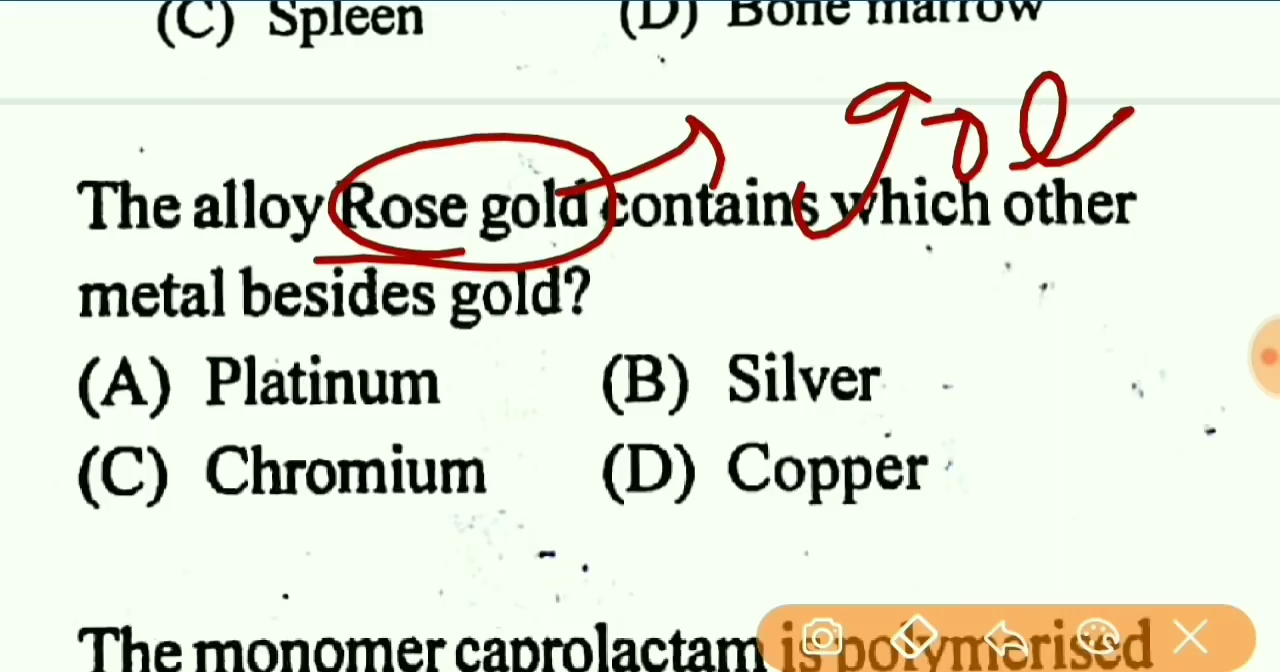 (C) Spleen (D) Bone marrow
gol
The alloy Rose gold contains which other
metal besides gold?
(A) Platinum (B) Silver
(C) Chromium (D) Copper
The monomer caprolactam is polymerised